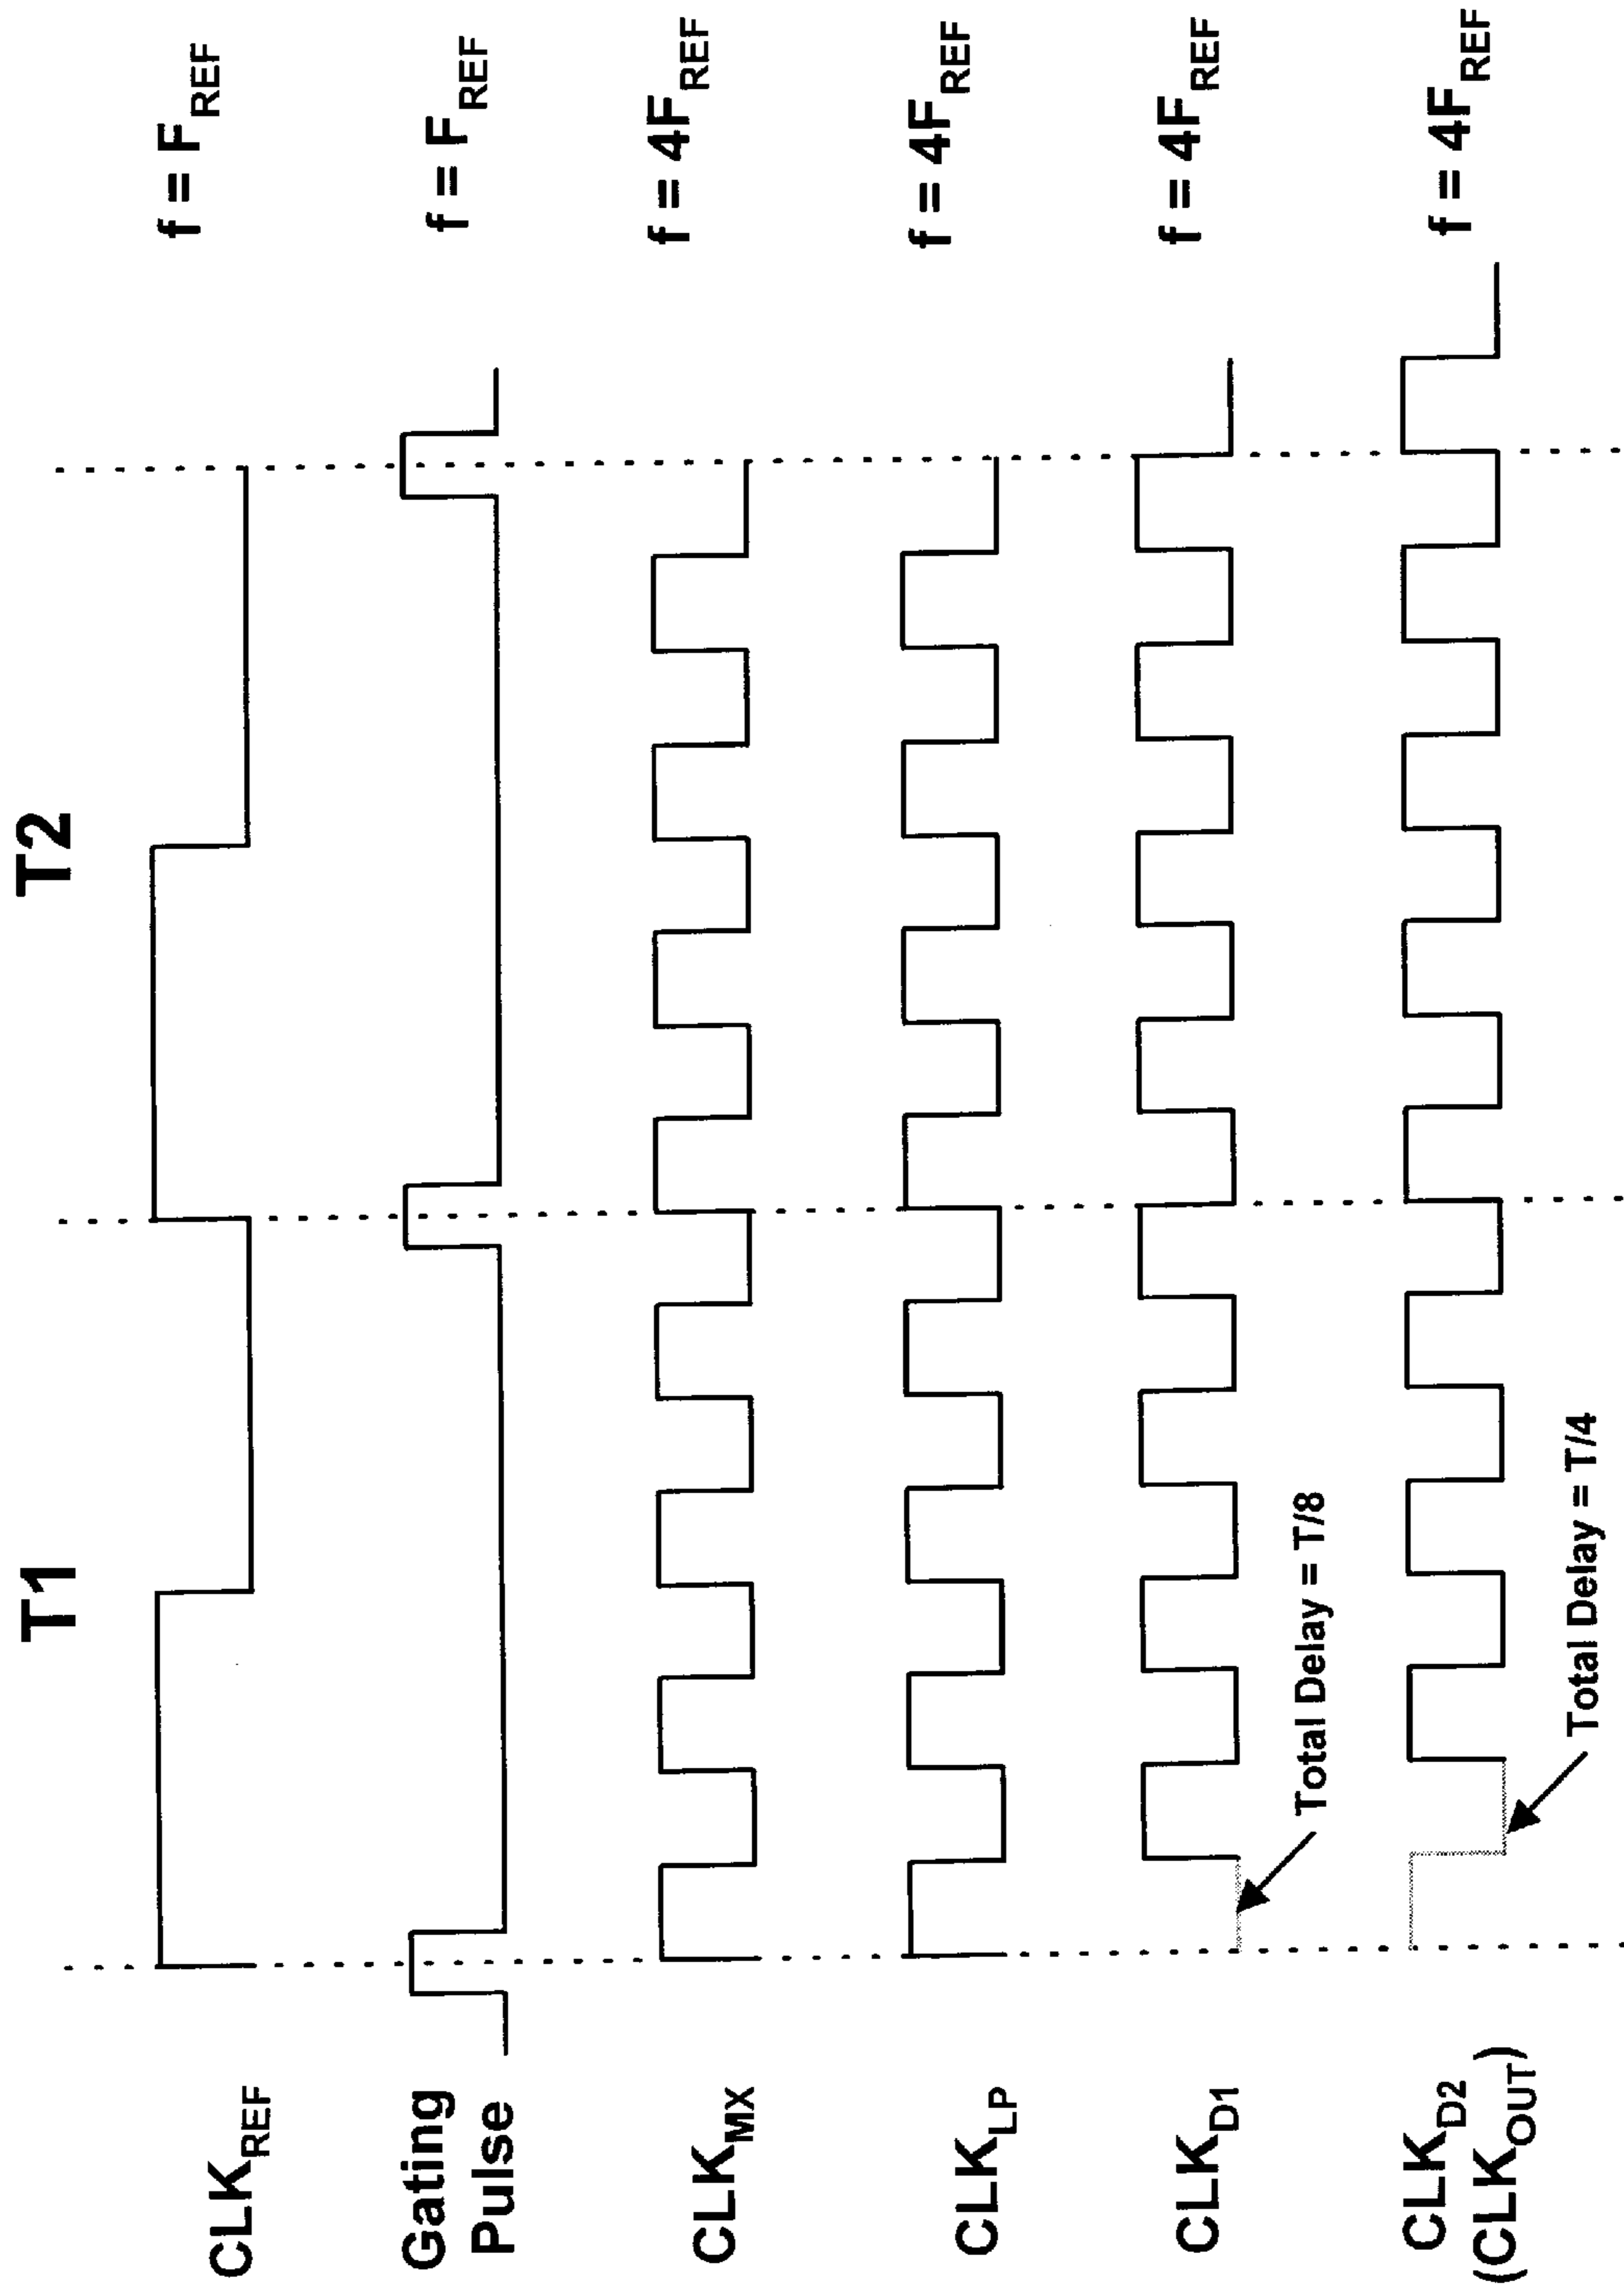 T1
T2
CLK_REF
f = F_REF
Gating
Pulse
f = F_REF
CLK_MX
f = 4F_REF
CLK_LP
f = 4F_REF
CLK_D1
f = 4F_REF
Total Delay = T/8
CLK_D2
(CLK_OUT)
f = 4F_REF
Total Delay = T/4